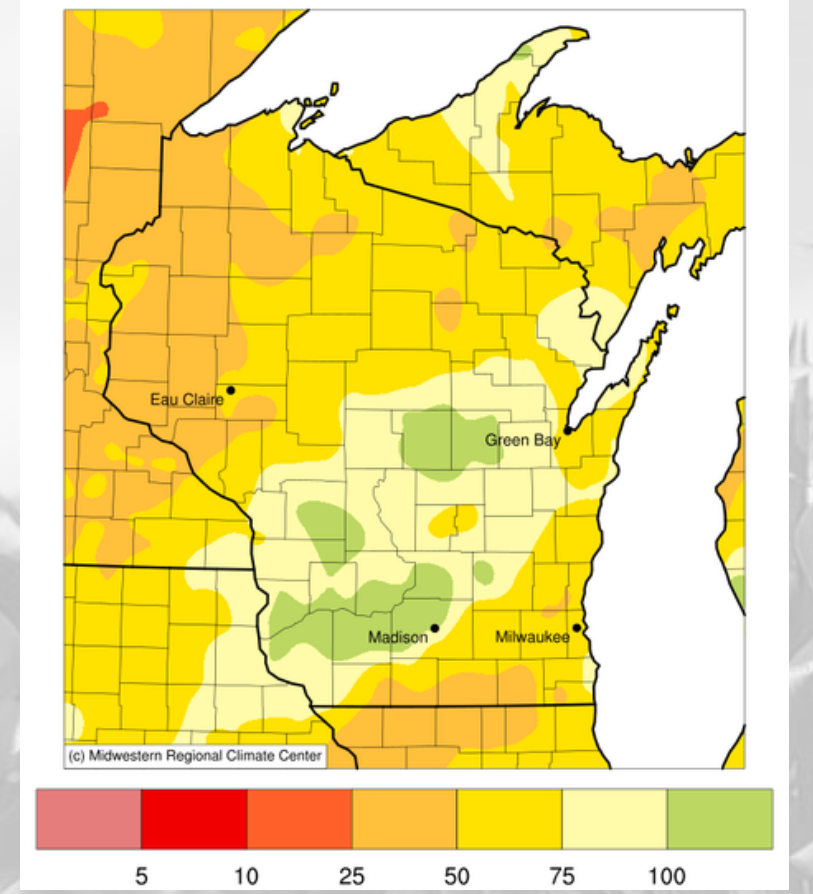 Eau Claire
Green Bay
Madison
Milwaukee
(c) Midwestern Regional Climate Center
5 10 25 50 75 100